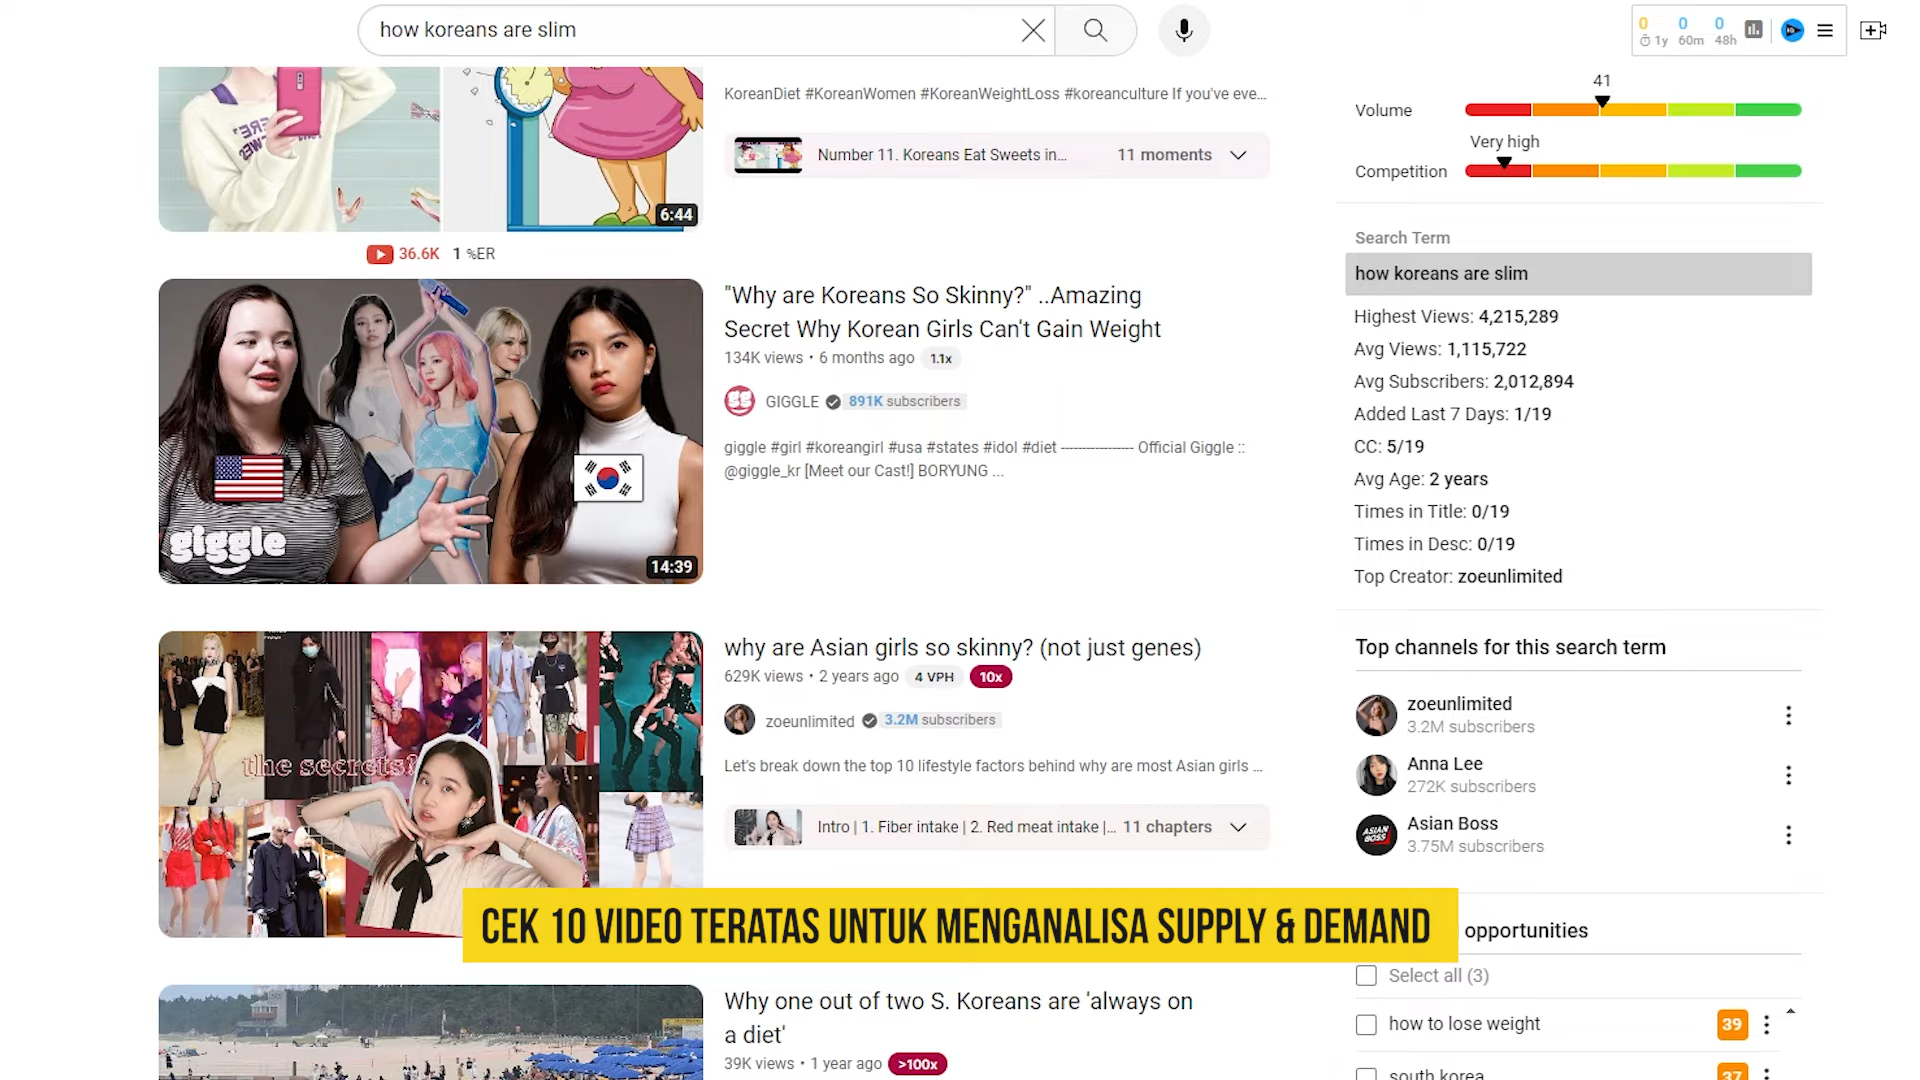 how koreans are slim
0 0 0
1y 60m 48h
KoreanDiet #KoreanWomen #KoreanWeightLoss #koreanculture If you've eve...
Number 11. Koreans Eat Sweets in... 11 moments
6:44
36.6K 1 %ER
"Why are Koreans So Skinny?" ..Amazing
Secret Why Korean Girls Can't Gain Weight
134K views • 6 months ago 1.1x
GIGGLE 891K subscribers
giggle #girl #koreangirl #usa #states #idol #diet ---------------- Official Giggle ::
@giggle_kr [Meet our Cast!] BORYUNG ...
giggle
14:39
why are Asian girls so skinny? (not just genes)
629K views • 2 years ago 4 VPH 10x
zoeunlimited 3.2M subscribers
Let's break down the top 10 lifestyle factors behind why are most Asian girls ...
Intro | 1. Fiber intake | 2. Red meat intake |... 11 chapters
the secrets?
CEK 10 VIDEO TERATAS UNTUK MENGANALISA SUPPLY & DEMAND
Why one out of two S. Koreans are 'always on
a diet'
39K views • 1 year ago >100x
41
Volume
Very high
Competition
Search Term
how koreans are slim
Highest Views: 4,215,289
Avg Views: 1,115,722
Avg Subscribers: 2,012,894
Added Last 7 Days: 1/19
CC: 5/19
Avg Age: 2 years
Times in Title: 0/19
Times in Desc: 0/19
Top Creator: zoeunlimited
Top channels for this search term
zoeunlimited
3.2M subscribers
Anna Lee
272K subscribers
ASIAN BOSS
Asian Boss
3.75M subscribers
opportunities
Select all (3)
how to lose weight 39
south korea 37